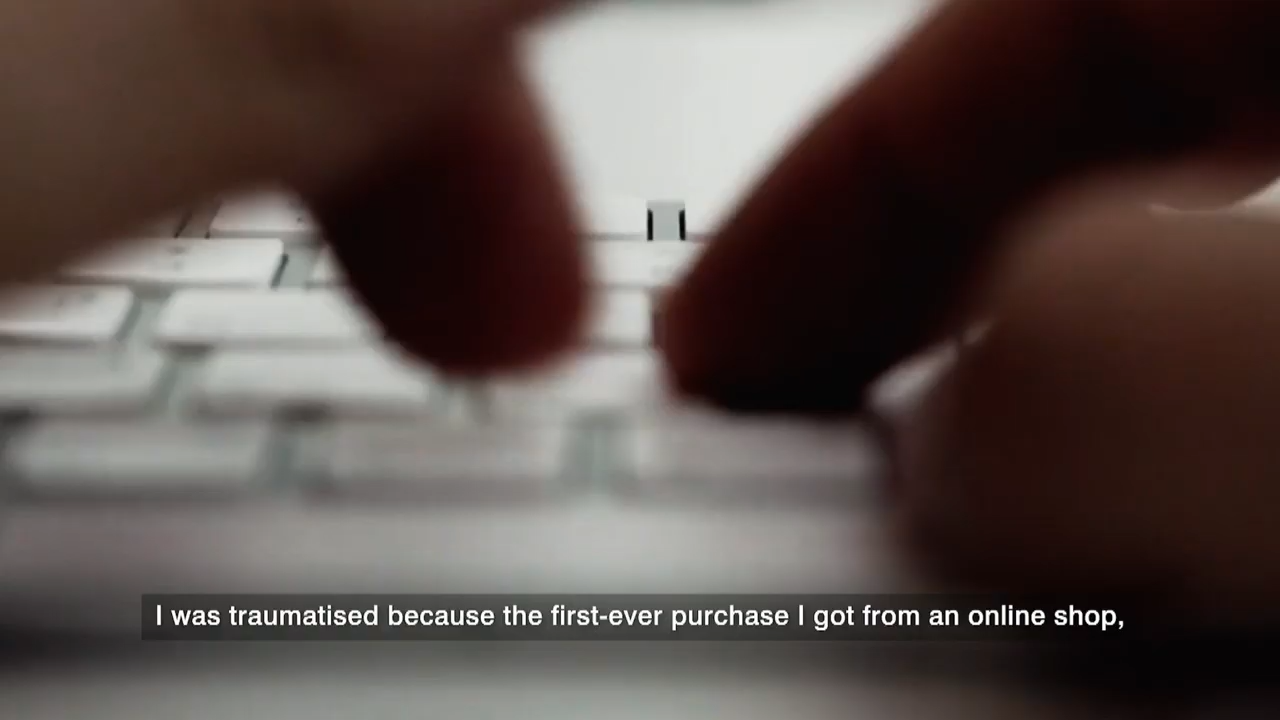 I was traumatised because the first-ever purchase I got from an online shop,